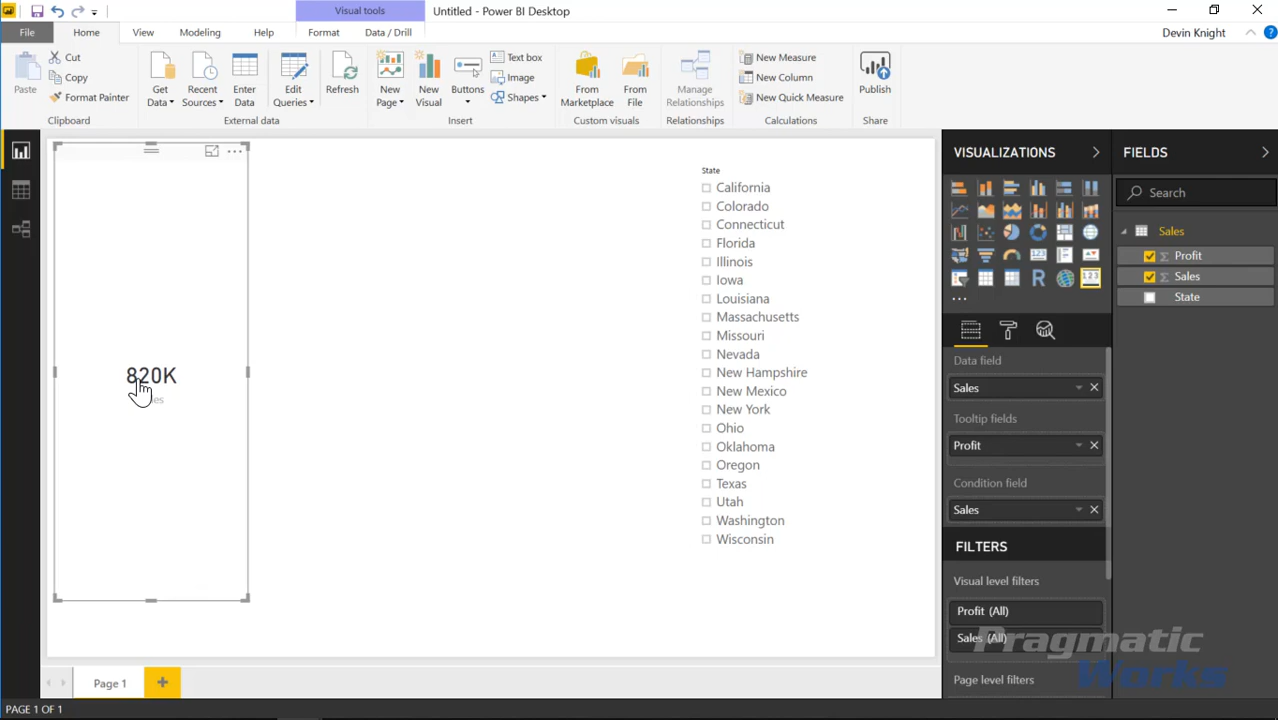 Visual tools
Untitled - Power BI Desktop
File
Home
View
Modeling
Help
Format
Data / Drill
Devin Knight
?
Paste
Cut
Copy
Format Painter
Clipboard
Get Data
Recent Sources
Enter Data
Edit Queries
Refresh
External data
New Page
New Visual
Buttons
Text box
Image
Shapes
Insert
From Marketplace
From File
Custom visuals
Manage Relationships
Relationships
New Measure
New Column
New Quick Measure
Calculations
Publish
Share
820K
State
California
Colorado
Connecticut
Florida
Illinois
Iowa
Louisiana
Massachusetts
Missouri
Nevada
New Hampshire
New Mexico
New York
Ohio
Oklahoma
Oregon
Texas
Utah
Washington
Wisconsin
VISUALIZATIONS
R
123
Data field
Sales
Tooltip fields
Profit
Condition field
Sales
FILTERS
Visual level filters
Profit (All)
Sales (All)
Page level filters
FIELDS
Search
Sales
Σ Profit
Σ Sales
State
Pragmatic
Works
Page 1
PAGE 1 OF 1